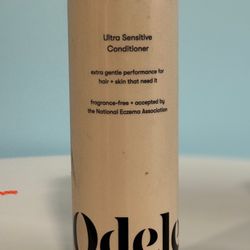 Ultra Sensitive
Conditioner
extra gentle performance for
hair + skin that need it
fragrance-free + accepted by
the National Eczema Association
Odele